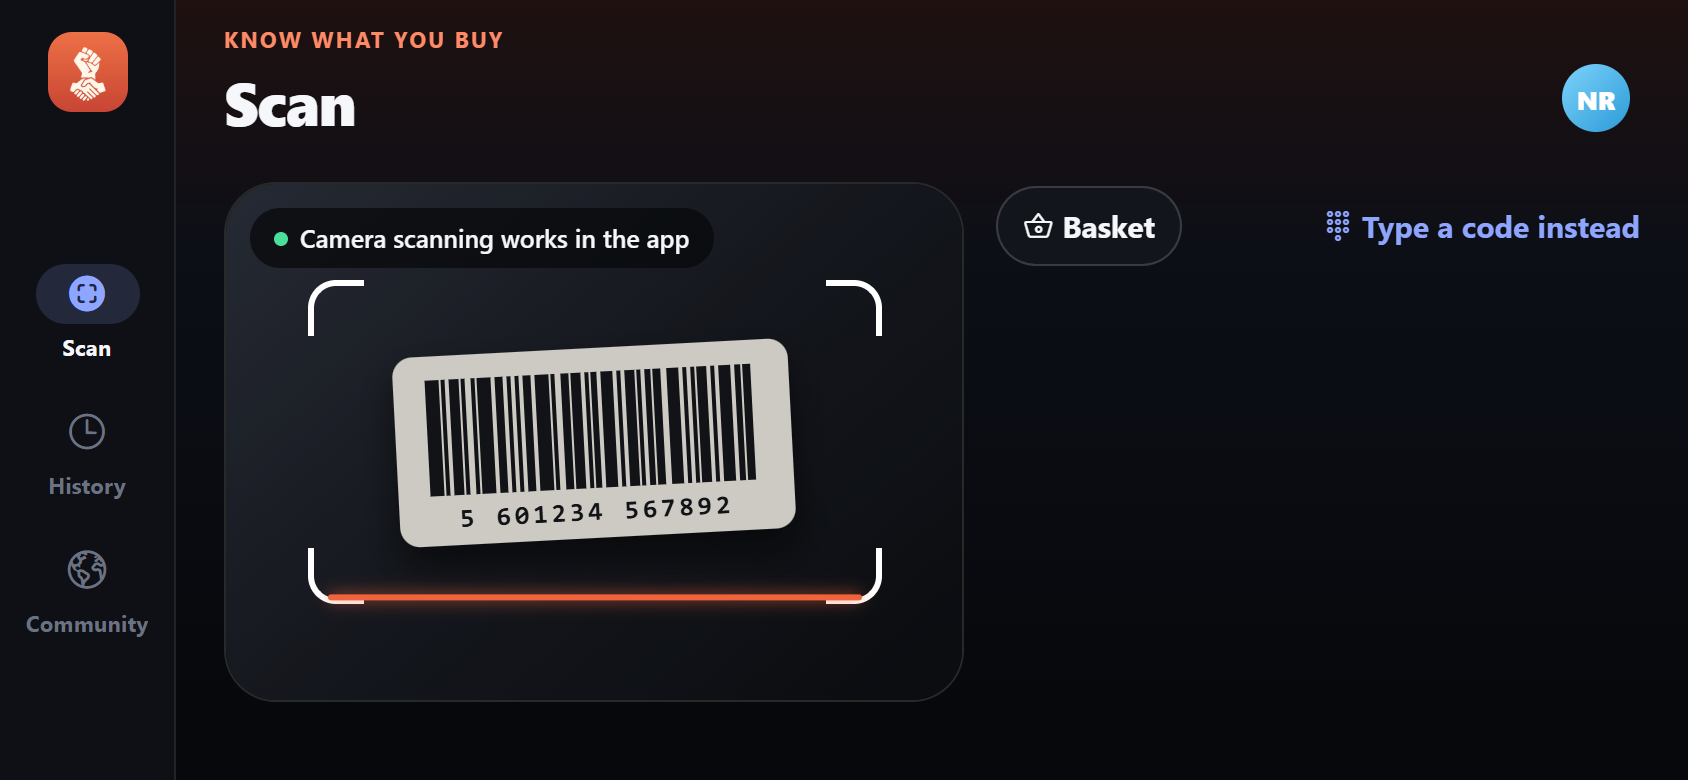 KNOW WHAT YOU BUY
Scan
NR
Camera scanning works in the app
Basket
Type a code instead
5 601234 567892
Scan
History
Community